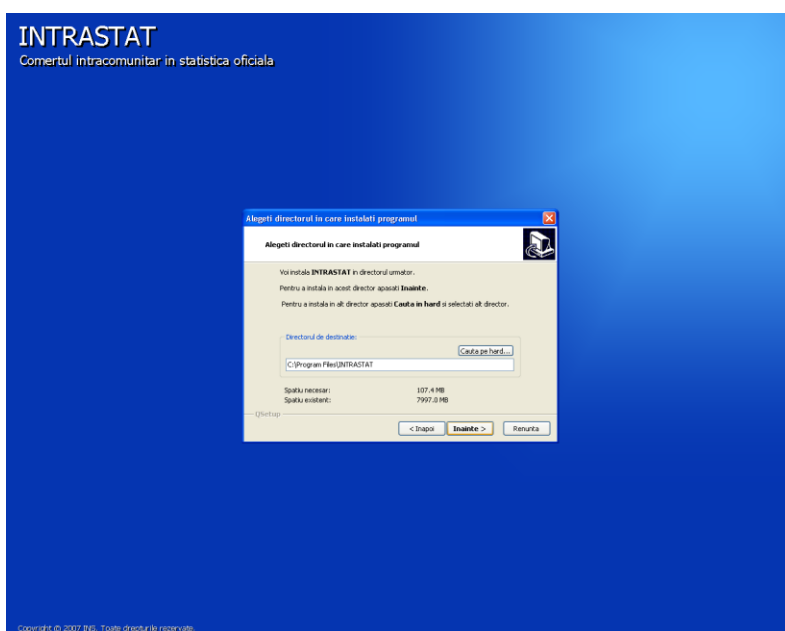 INTRASTAT
Comertul intracomunitar in statistica oficiala
Alegeti directorul in care instalati programul
Alegeti directorul in care instalati programul
Voi instala INTRASTAT in directorul urmator.
Pentru a instala in acest director apasati Inainte.
Pentru a instala in alt director apasati Cauta in hard si selectati alt director.
Directorul de destinatie:
Cauta pe hard...
C:\Program Files\INTRASTAT
Spatiu necesar: 107.4 MB
Spatiu existent: 7997.0 MB
QSetup
< Inapoi Inainte > Renunta
Copyright © 2007 INS. Toate drepturile rezervate.